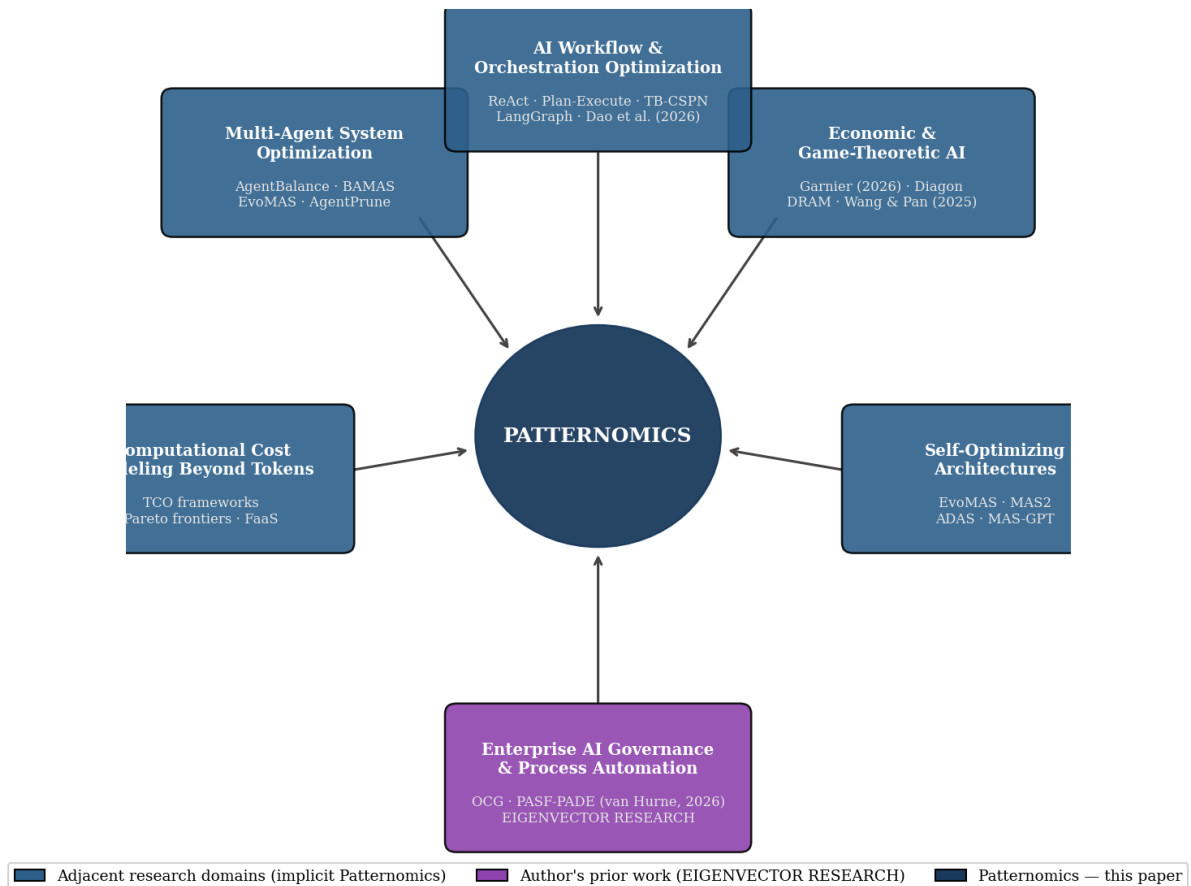 AI Workflow &
Orchestration Optimization
ReAct · Plan-Execute · TB-CSPN
LangGraph · Dao et al. (2026)
Multi-Agent System
Optimization
AgentBalance · BAMAS
EvoMAS · AgentPrune
Economic &
Game-Theoretic AI
Garnier (2026) · Diagon
DRAM · Wang & Pan (2025)
PATTERNOMICS
omputational Cost
eling Beyond Tokens
TCO frameworks
Pareto frontiers · FaaS
Self-Optimizing
Architectures
EvoMAS · MAS2
ADAS · MAS-GPT
Enterprise AI Governance
& Process Automation
OCG · PASF-PADE (van Hurne, 2026)
EIGENVECTOR RESEARCH
Adjacent research domains (implicit Patternomics)
Author's prior work (EIGENVECTOR RESEARCH)
Patternomics — this paper